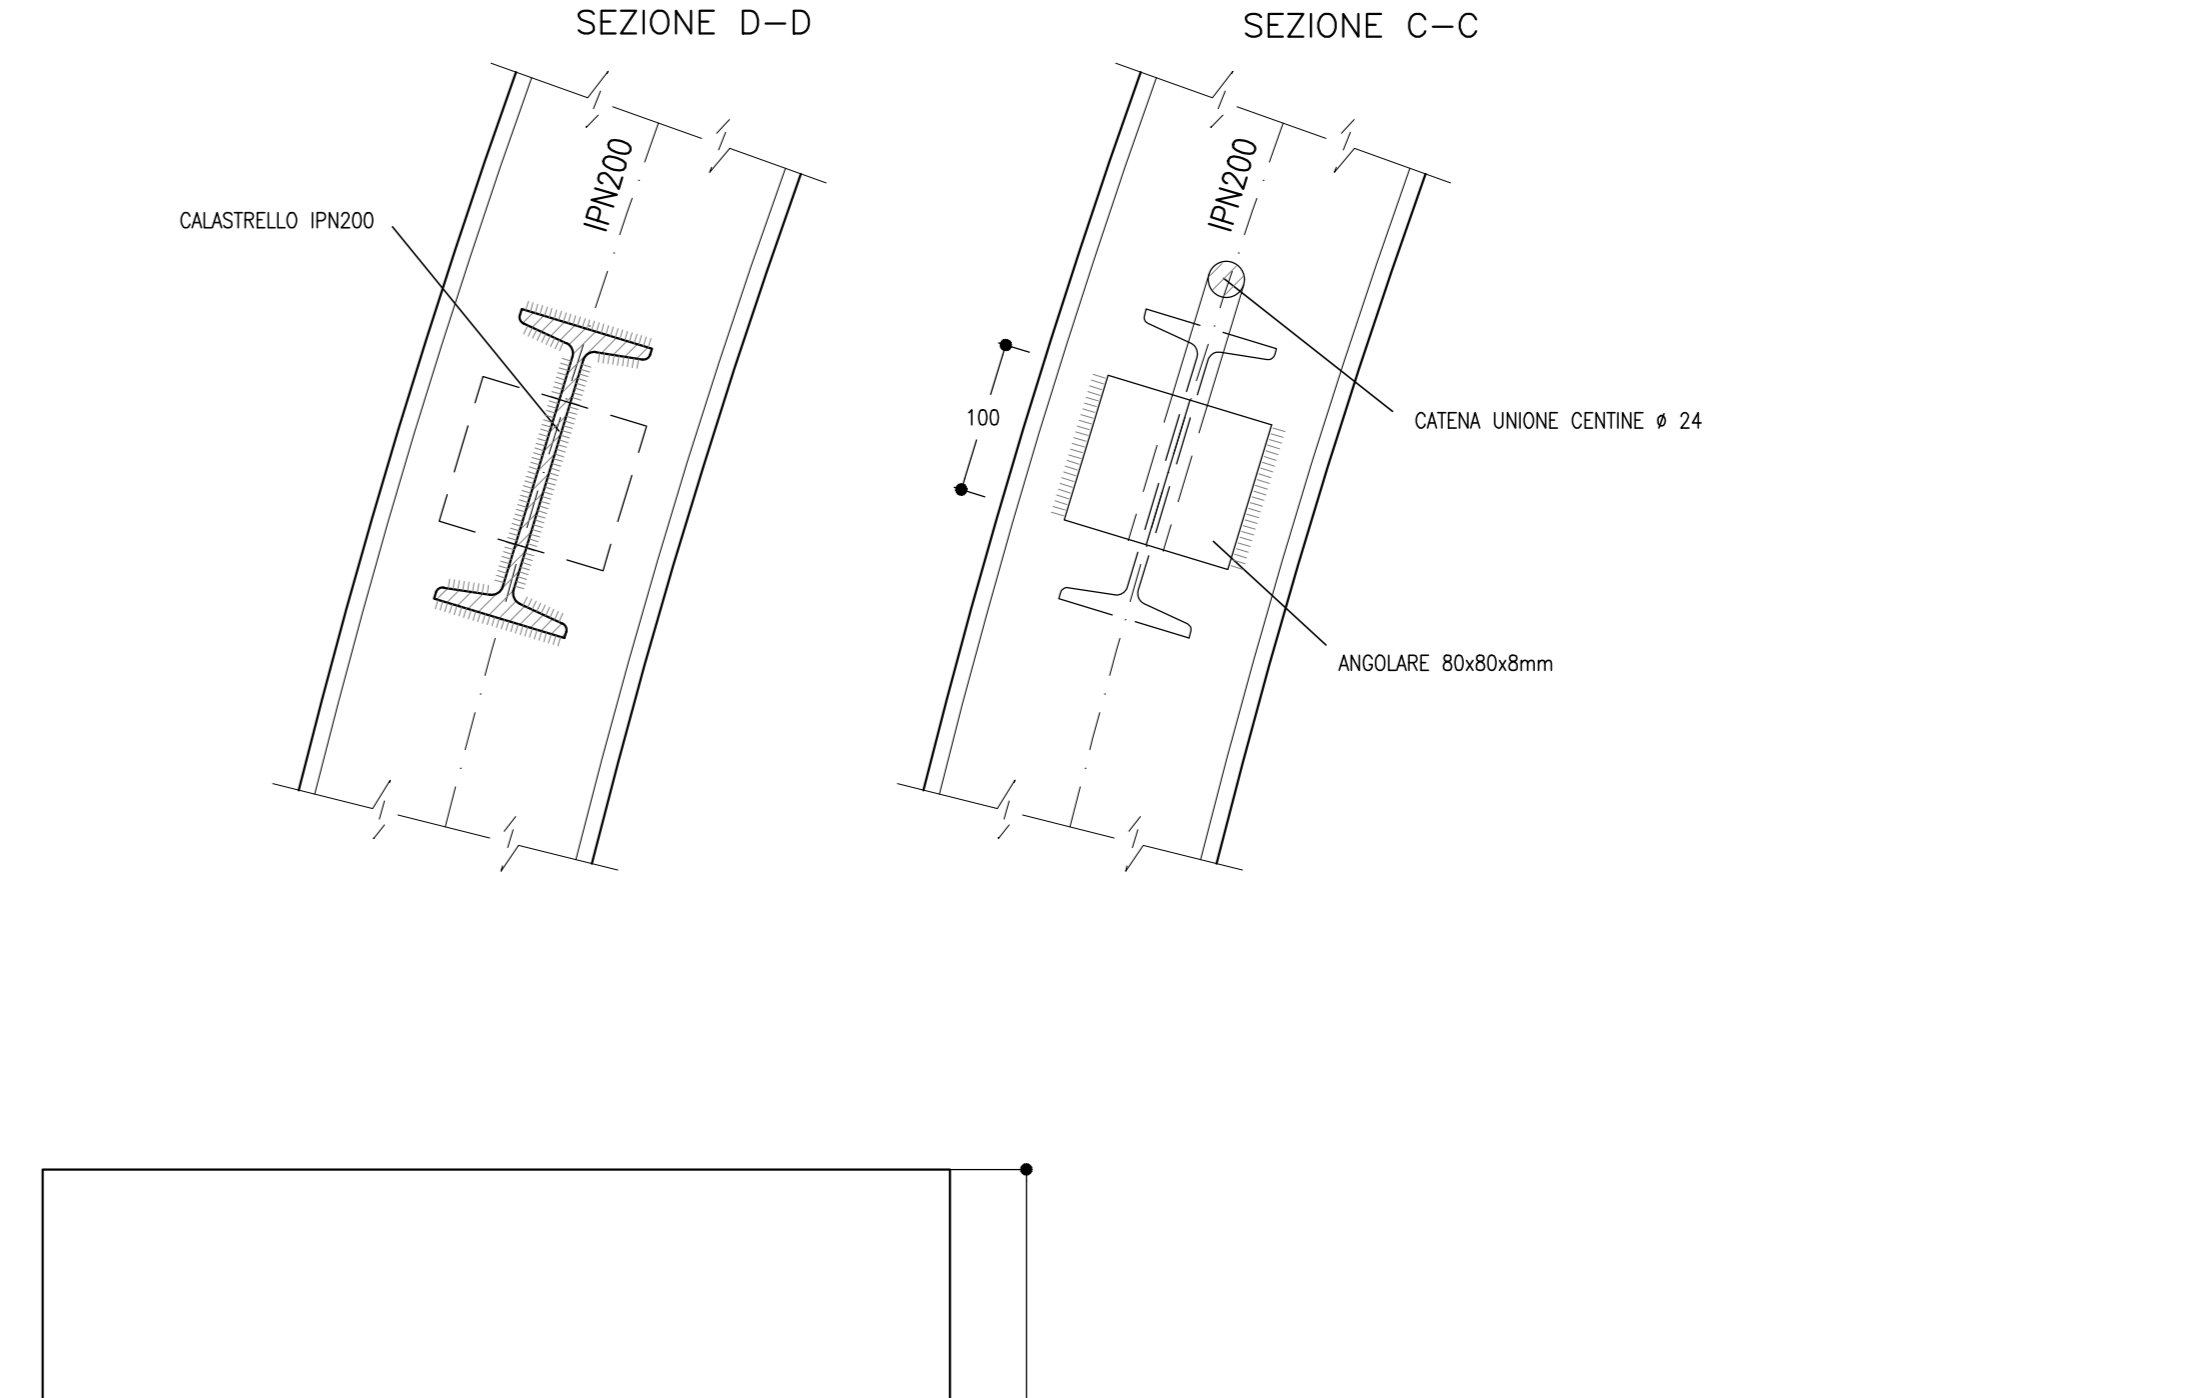 SEZIONE D-D
SEZIONE C-C
IPN200
IPN200
CALASTRELLO IPN200
100
CATENA UNIONE CENTINE ø 24
ANGOLARE 80x80x8mm